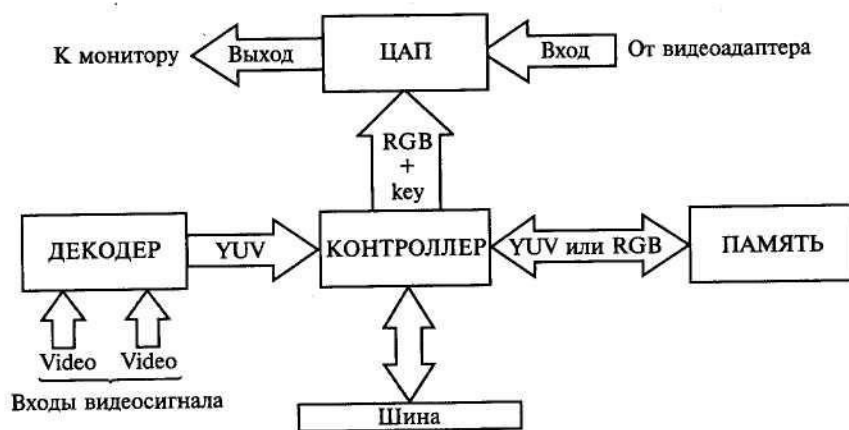 К монитору
Выход
ЦАП
Вход
От видеоадаптера
RGB
+
key
ДЕКОДЕР
YUV
КОНТРОЛЛЕР
YUV или RGB
ПАМЯТЬ
Video
Video
Входы видеосигнала
Шина